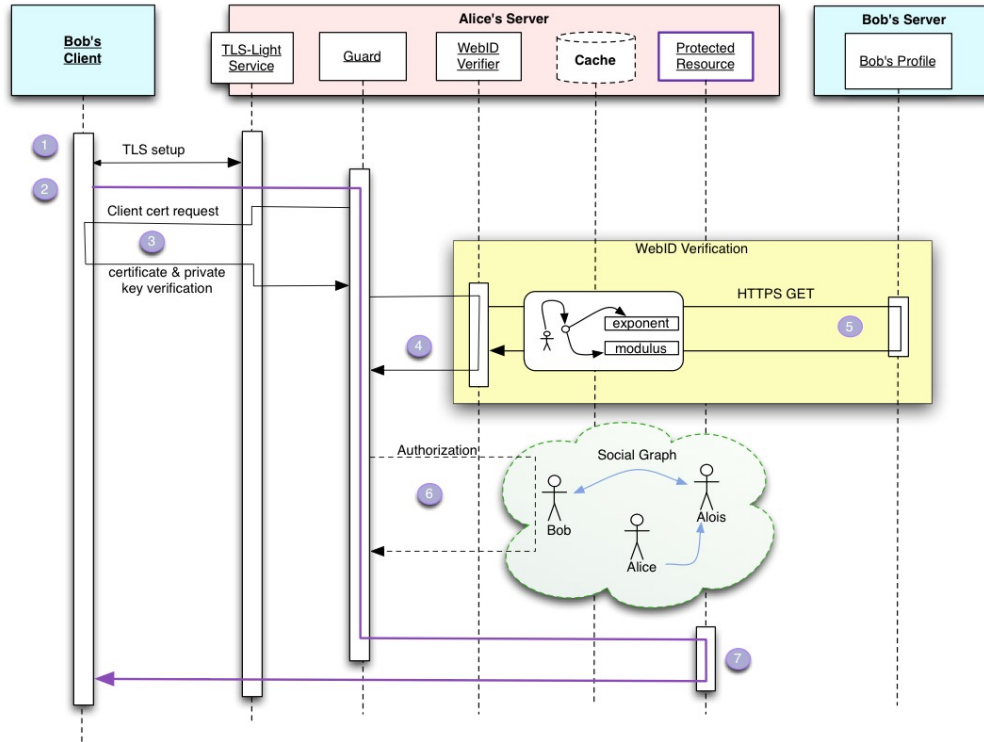 Bob's
Client
Alice's Server
TLS-Light
Service
Guard
WebID
Verifier
Cache
Protected
Resource
Bob's Server
Bob's Profile
1
TLS setup
2
Client cert request
3
certificate & private
key verification
WebID Verification
HTTPS GET
exponent
modulus
4
5
Authorization
6
Social Graph
Bob
Alois
Alice
7